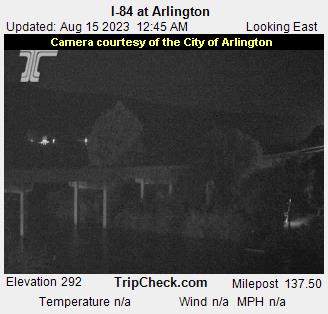 I-84 at Arlington
Updated: Aug 15 2023 12:45 AM Looking East
Camera courtesy of the City of Arlington
Elevation 292 TripCheck.com Milepost 137.50
Temperature n/a Wind n/a MPH n/a